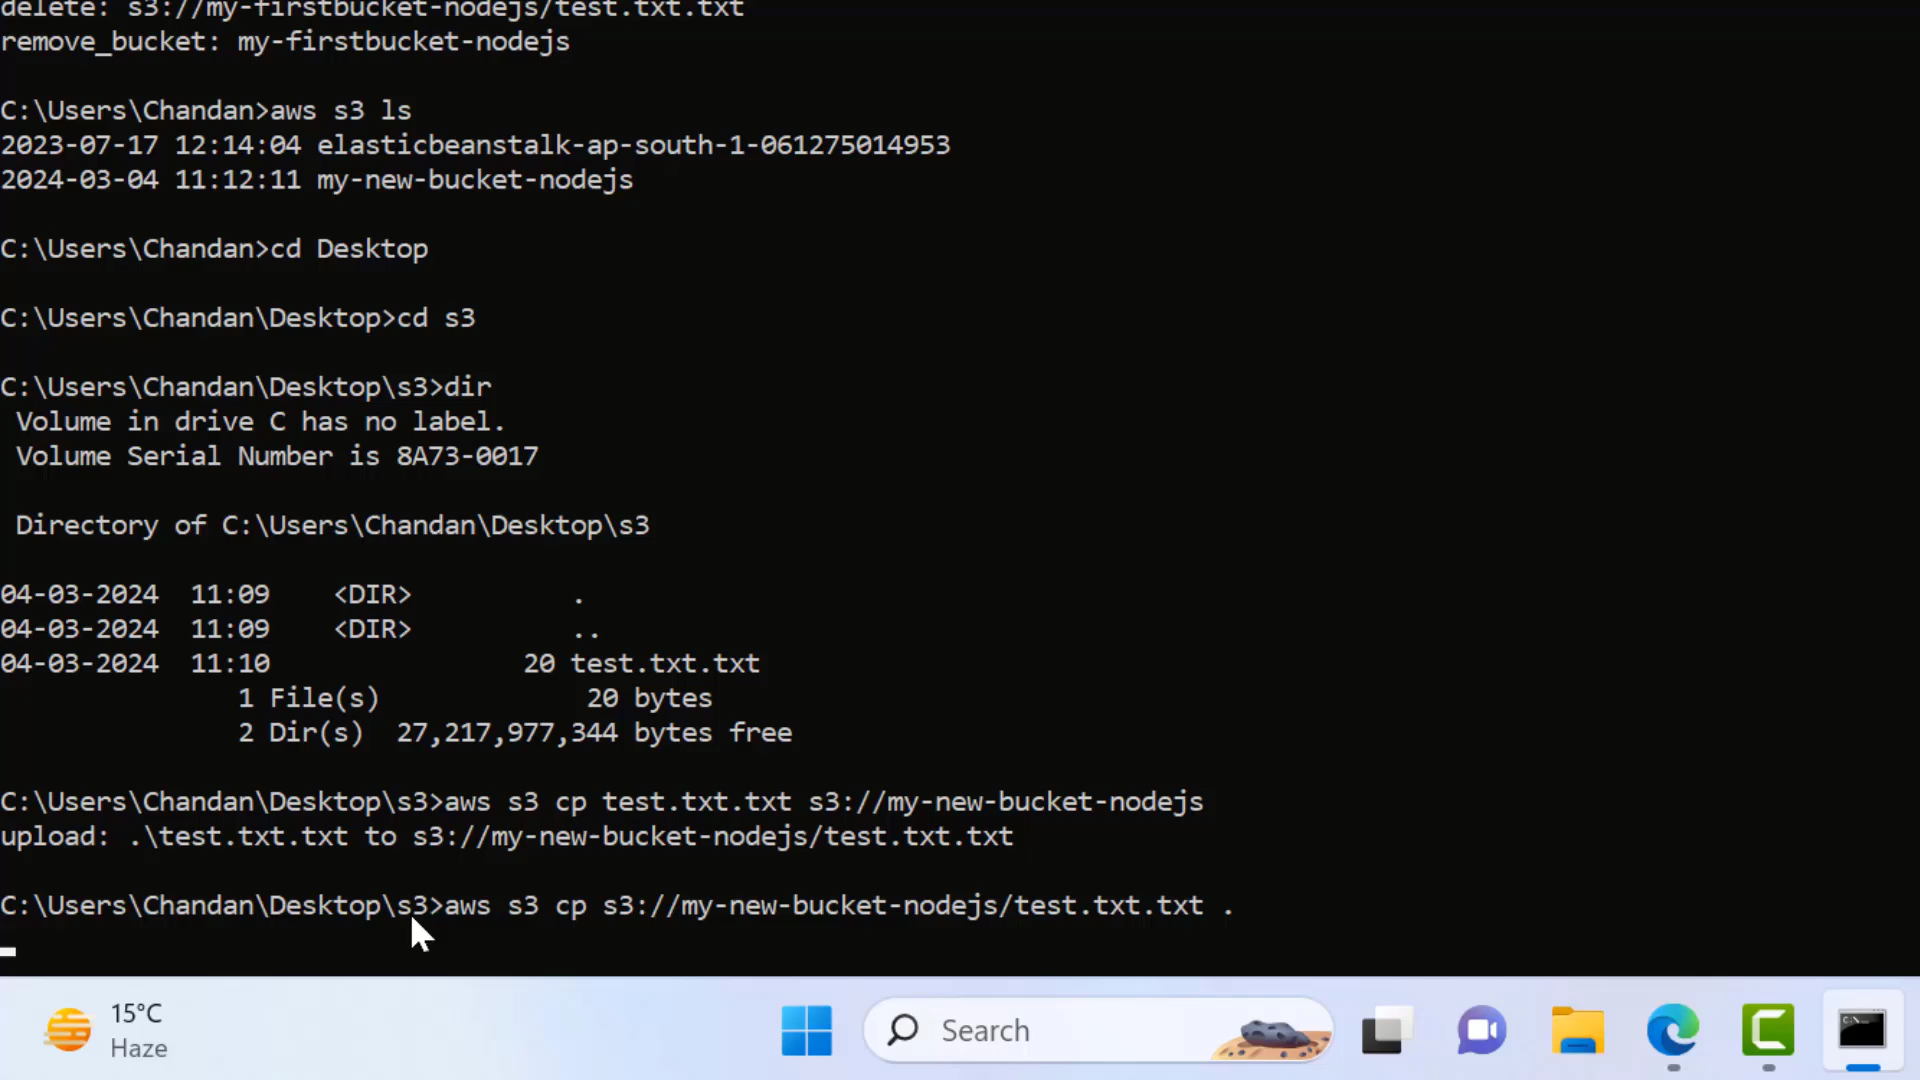 delete: s3://my-firstbucket-nodejs/test.txt.txt
remove_bucket: my-firstbucket-nodejs
C:\Users\Chandan>aws s3 ls
2023-07-17 12:14:04 elasticbeanstalk-ap-south-1-061275014953
2024-03-04 11:12:11 my-new-bucket-nodejs
C:\Users\Chandan>cd Desktop
C:\Users\Chandan\Desktop>cd s3
C:\Users\Chandan\Desktop\s3>dir
Volume in drive C has no label.
Volume Serial Number is 8A73-0017
Directory of C:\Users\Chandan\Desktop\s3
04-03-2024  11:09    <DIR>          .
04-03-2024  11:09    <DIR>          ..
04-03-2024  11:10                20 test.txt.txt
1 File(s)             20 bytes
2 Dir(s)  27,217,977,344 bytes free
C:\Users\Chandan\Desktop\s3>aws s3 cp test.txt.txt s3://my-new-bucket-nodejs
upload: .\test.txt.txt to s3://my-new-bucket-nodejs/test.txt.txt
C:\Users\Chandan\Desktop\s3>aws s3 cp s3://my-new-bucket-nodejs/test.txt.txt .
15°C
Haze
Search